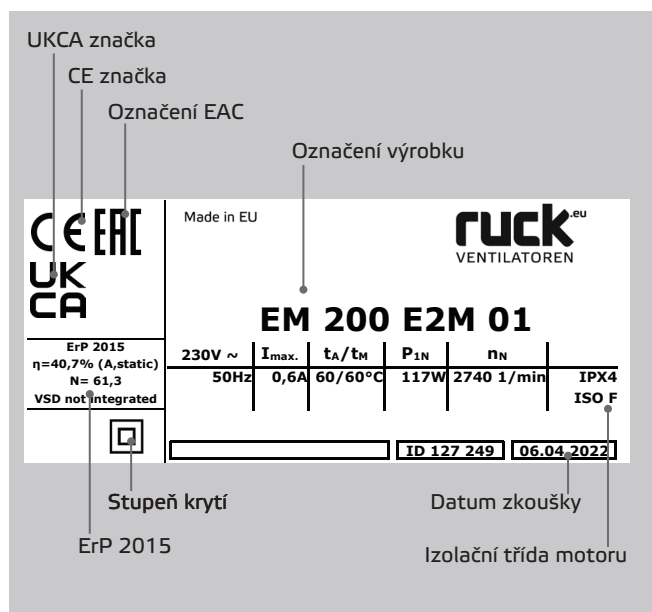 UKCA značka
CE značka
Označení EAC
Označení výrobku
CE EAC
UK
CA
Made in EU
ruck.eu
VENTILATOREN
EM 200 E2M 01
ErP 2015
η=40,7% (A,static)
N= 61,3
VSD not integrated
230V ~ Imax. tA/tM P1N nN
50Hz 0,6A 60/60°C 117W 2740 1/min IPX4
ISO F
ID 127 249 06.04.2022
Stupeň krytí
Datum zkoušky
ErP 2015
Izolační třída motoru